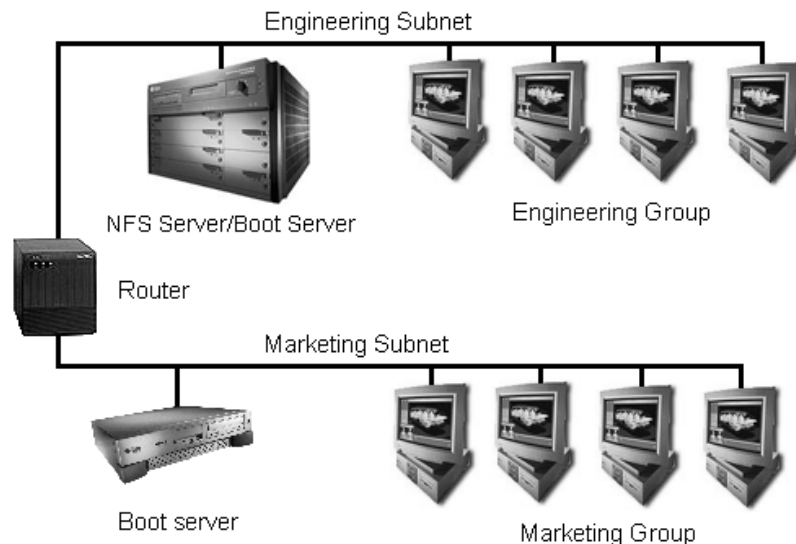 Engineering Subnet
NFS Server/Boot Server
Engineering Group
Router
Marketing Subnet
Boot server
Marketing Group